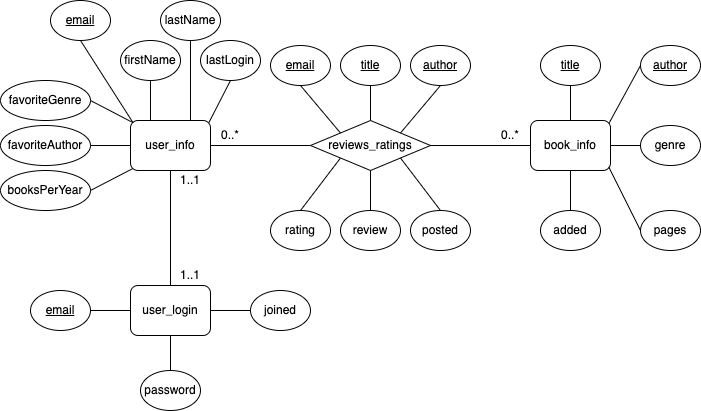 lastName
email
firstName
lastLogin
email
title
author
title
author
favoriteGenre
user_info
0..*
reviews_ratings
0..*
book_info
favoriteAuthor
genre
1..1
booksPerYear
rating
review
posted
added
pages
1..1
email
user_login
joined
password